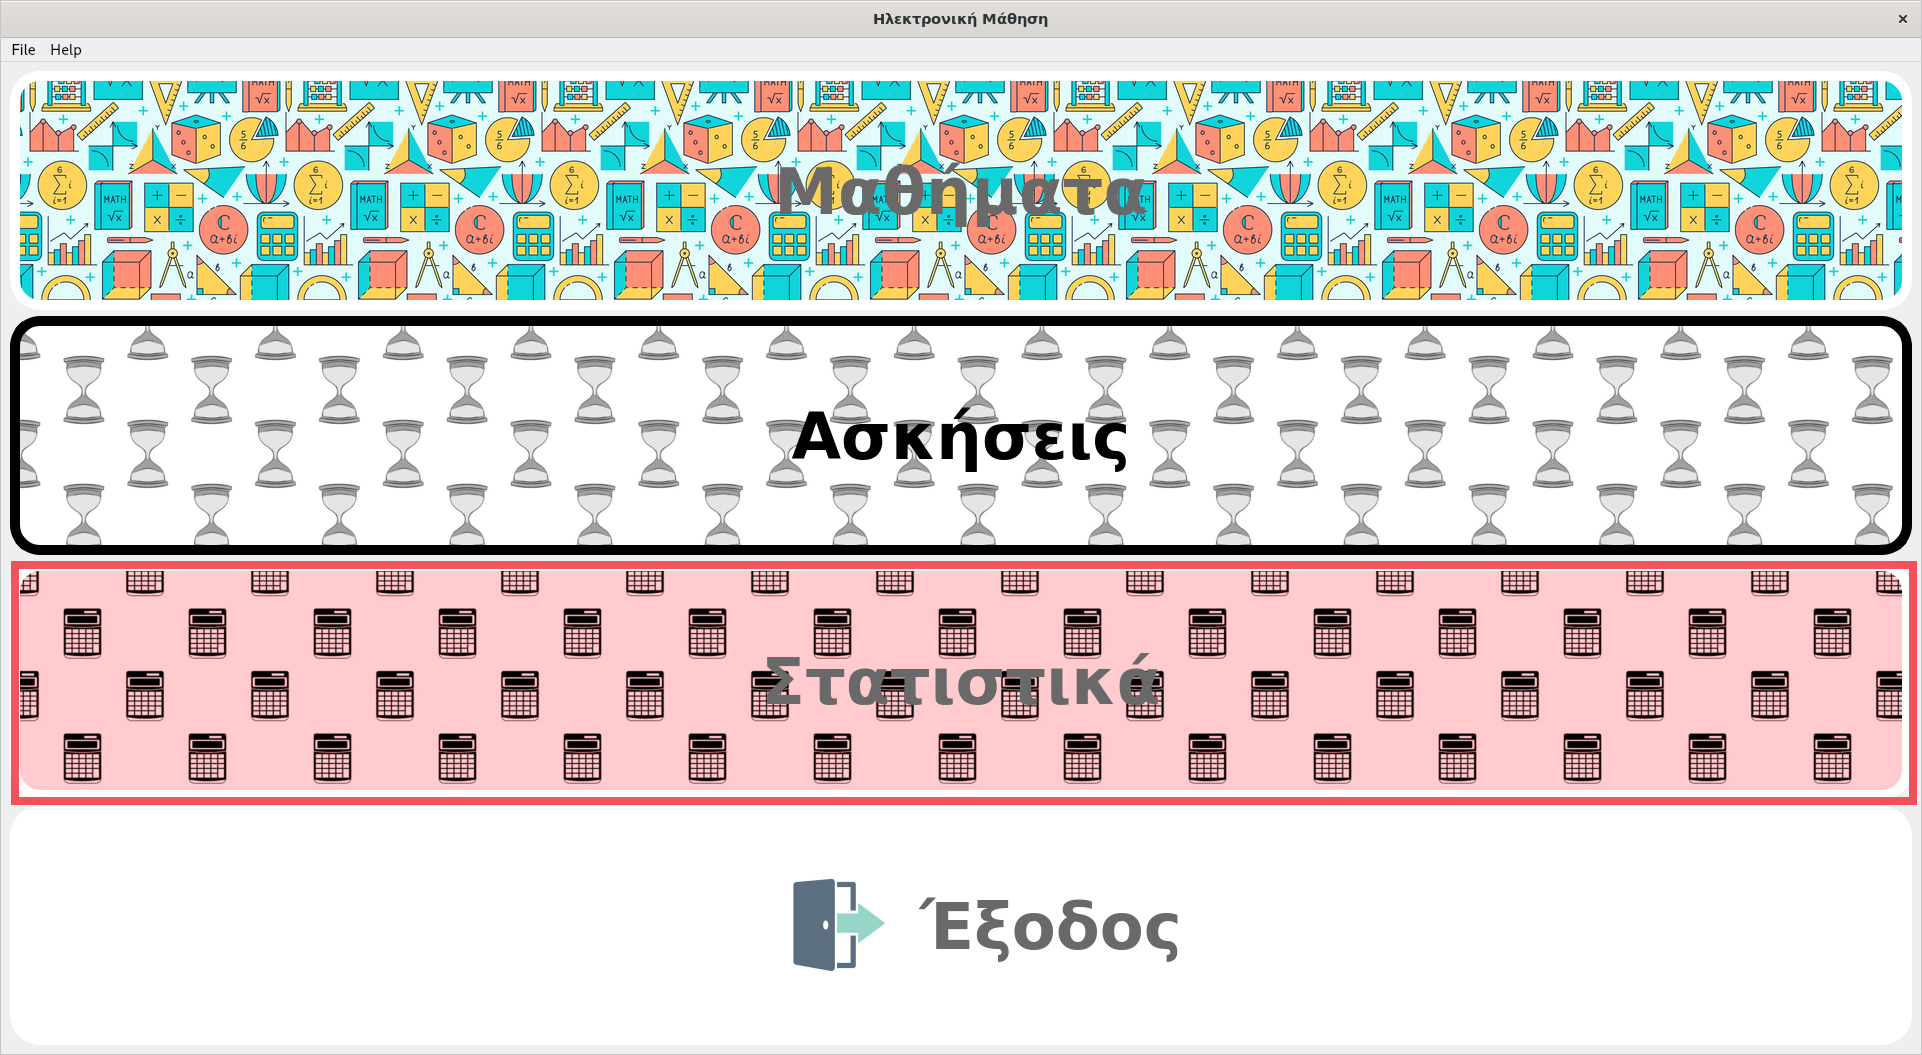 Ηλεκτρονική Μάθηση
File Help
Μαθήματα
Ασκήσεις
Στατιστικά
Έξοδος